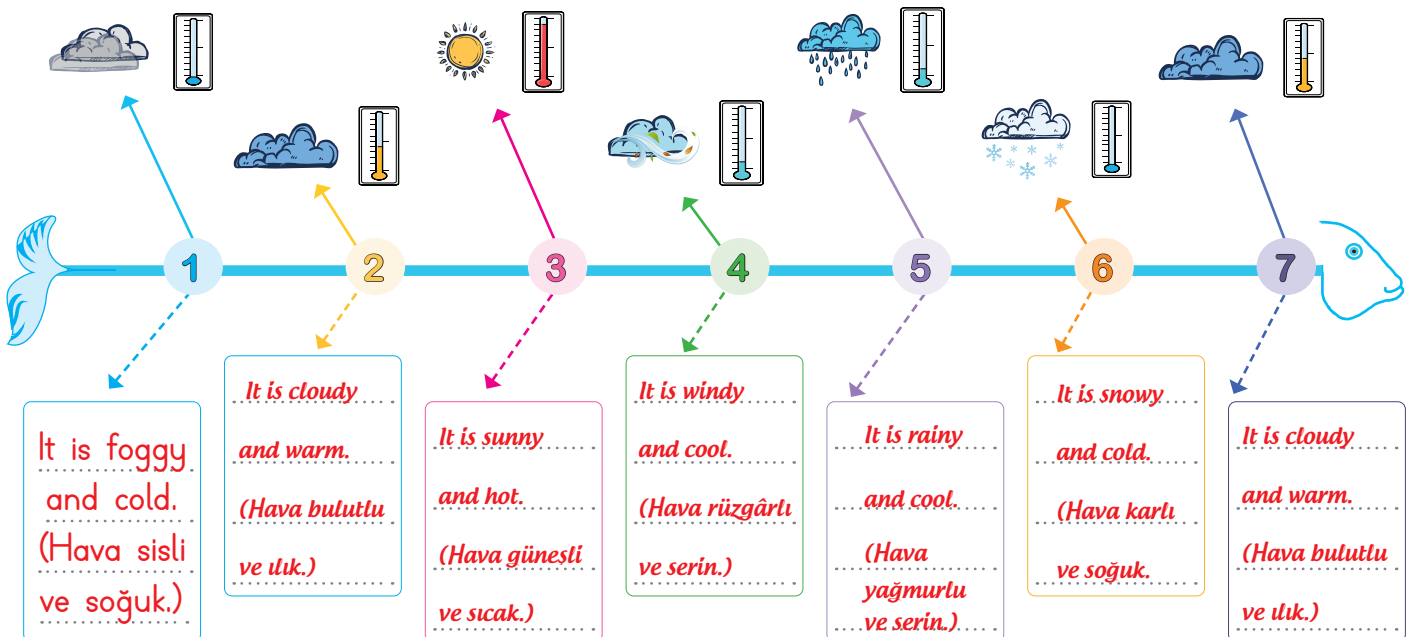 1
2
3
4
5
6
7
It is foggy
and cold.
(Hava sisli
ve soğuk.)
It is cloudy
and warm.
(Hava bulutlu
ve ılık.)
It is sunny
and hot.
(Hava güneşli
ve sıcak.)
It is windy
and cool.
(Hava rüzgârlı
ve serin.)
It is rainy
and cool.
(Hava
yağmurlu
ve serin.)
It is snowy
and cold.
(Hava karlı
ve soğuk.
It is cloudy
and warm.
(Hava bulutlu
ve ılık.)